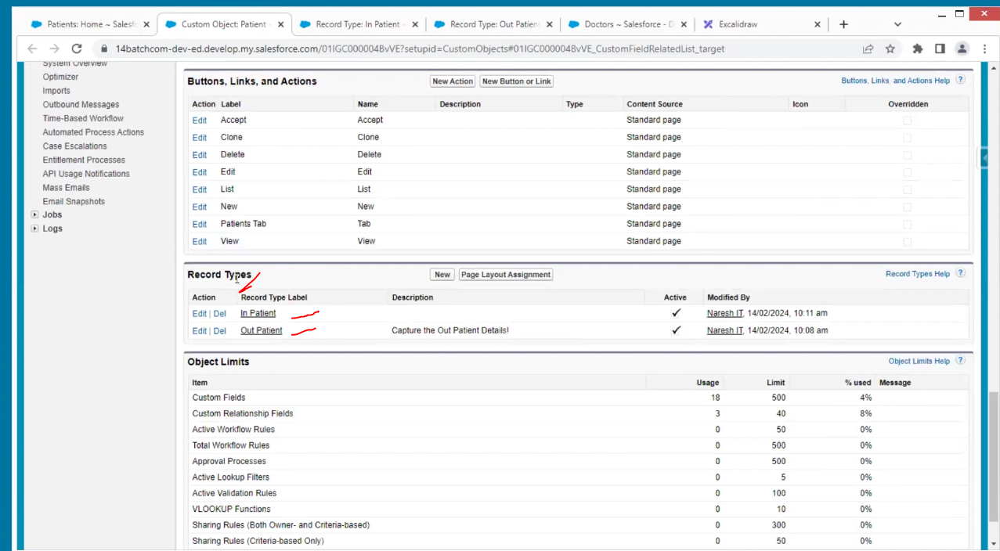 Patients: Home ~ Salesf
Custom Object: Patient ~
Record Type: In Patient ~
Record Type: Out Patient
Doctors ~ Salesforce - D
Excalidraw
14batchcom-dev-ed.develop.my.salesforce.com/01IGC000004BvVE?setupid=CustomObjects#01IGC000004BvVE_CustomFieldRelatedList_target
System Overview
Optimizer
Imports
Outbound Messages
Time-Based Workflow
Automated Process Actions
Case Escalations
Entitlement Processes
API Usage Notifications
Mass Emails
Email Snapshots
Jobs
Logs
Buttons, Links, and Actions New Action New Button or Link Buttons, Links, and Actions Help ?
Action Label Name Description Type Content Source Icon Overridden
Edit Accept Accept Standard page
Edit Clone Clone Standard page
Edit Delete Delete Standard page
Edit Edit Edit Standard page
Edit List List Standard page
Edit New New Standard page
Edit Patients Tab Tab Standard page
Edit View View Standard page
Record Types New Page Layout Assignment Record Types Help ?
Action Record Type Label Description Active Modified By
Edit | Del In Patient Naresh IT, 14/02/2024, 10:11 am
Edit | Del Out Patient Capture the Out Patient Details! Naresh IT, 14/02/2024, 10:08 am
Object Limits Object Limits Help ?
Item Usage Limit % used Message
Custom Fields 18 500 4%
Custom Relationship Fields 3 40 8%
Active Workflow Rules 0 50 0%
Total Workflow Rules 0 500 0%
Approval Processes 0 500 0%
Active Lookup Filters 0 5 0%
Active Validation Rules 0 100 0%
VLOOKUP Functions 0 10 0%
Sharing Rules (Both Owner- and Criteria-based) 0 300 0%
Sharing Rules (Criteria-based Only) 0 50 0%